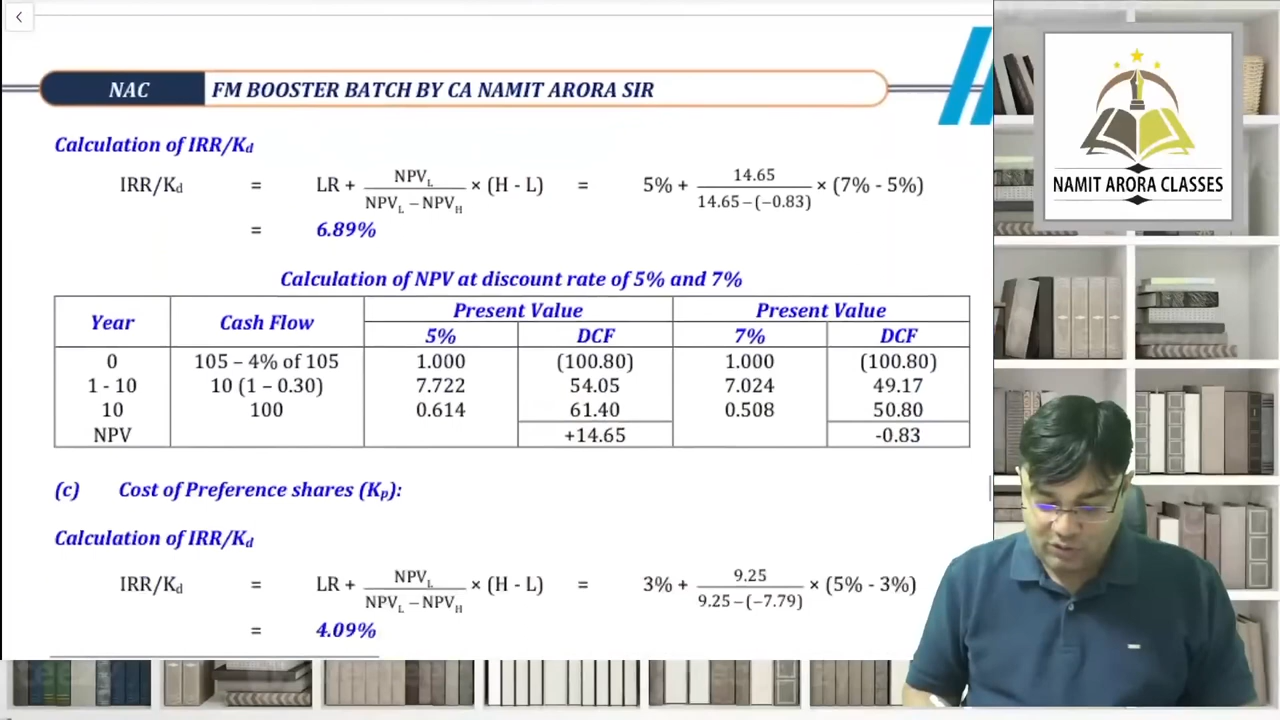 NAC FM BOOSTER BATCH BY CA NAMIT ARORA SIR
NAMIT ARORA CLASSES
Calculation of IRR/Kd
IRR/Kd = LR + NPVL / NPVL – NPVH × (H - L) = 5% + 14.65 / 14.65 – (–0.83) × (7% - 5%)
= 6.89%
Calculation of NPV at discount rate of 5% and 7%
Year Cash Flow Present Value Present Value
5% DCF 7% DCF
0 105 – 4% of 105 1.000 (100.80) 1.000 (100.80)
1 - 10 10 (1 – 0.30) 7.722 54.05 7.024 49.17
10 100 0.614 61.40 0.508 50.80
NPV +14.65 -0.83
(c) Cost of Preference shares (Kp):
Calculation of IRR/Kd
IRR/Kd = LR + NPVL / NPVL – NPVH × (H - L) = 3% + 9.25 / 9.25 – (–7.79) × (5% - 3%)
= 4.09%